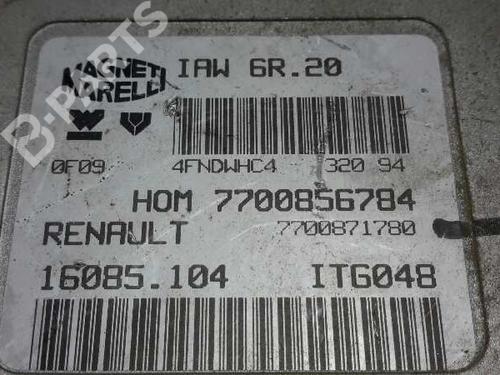 MAGNETI MARELLI
IAW 6R.20
0F09 4FNDWHC4 320 94
HOM 7700856784
RENAULT 7700871780
16085.104 ITG048
B-PARTS